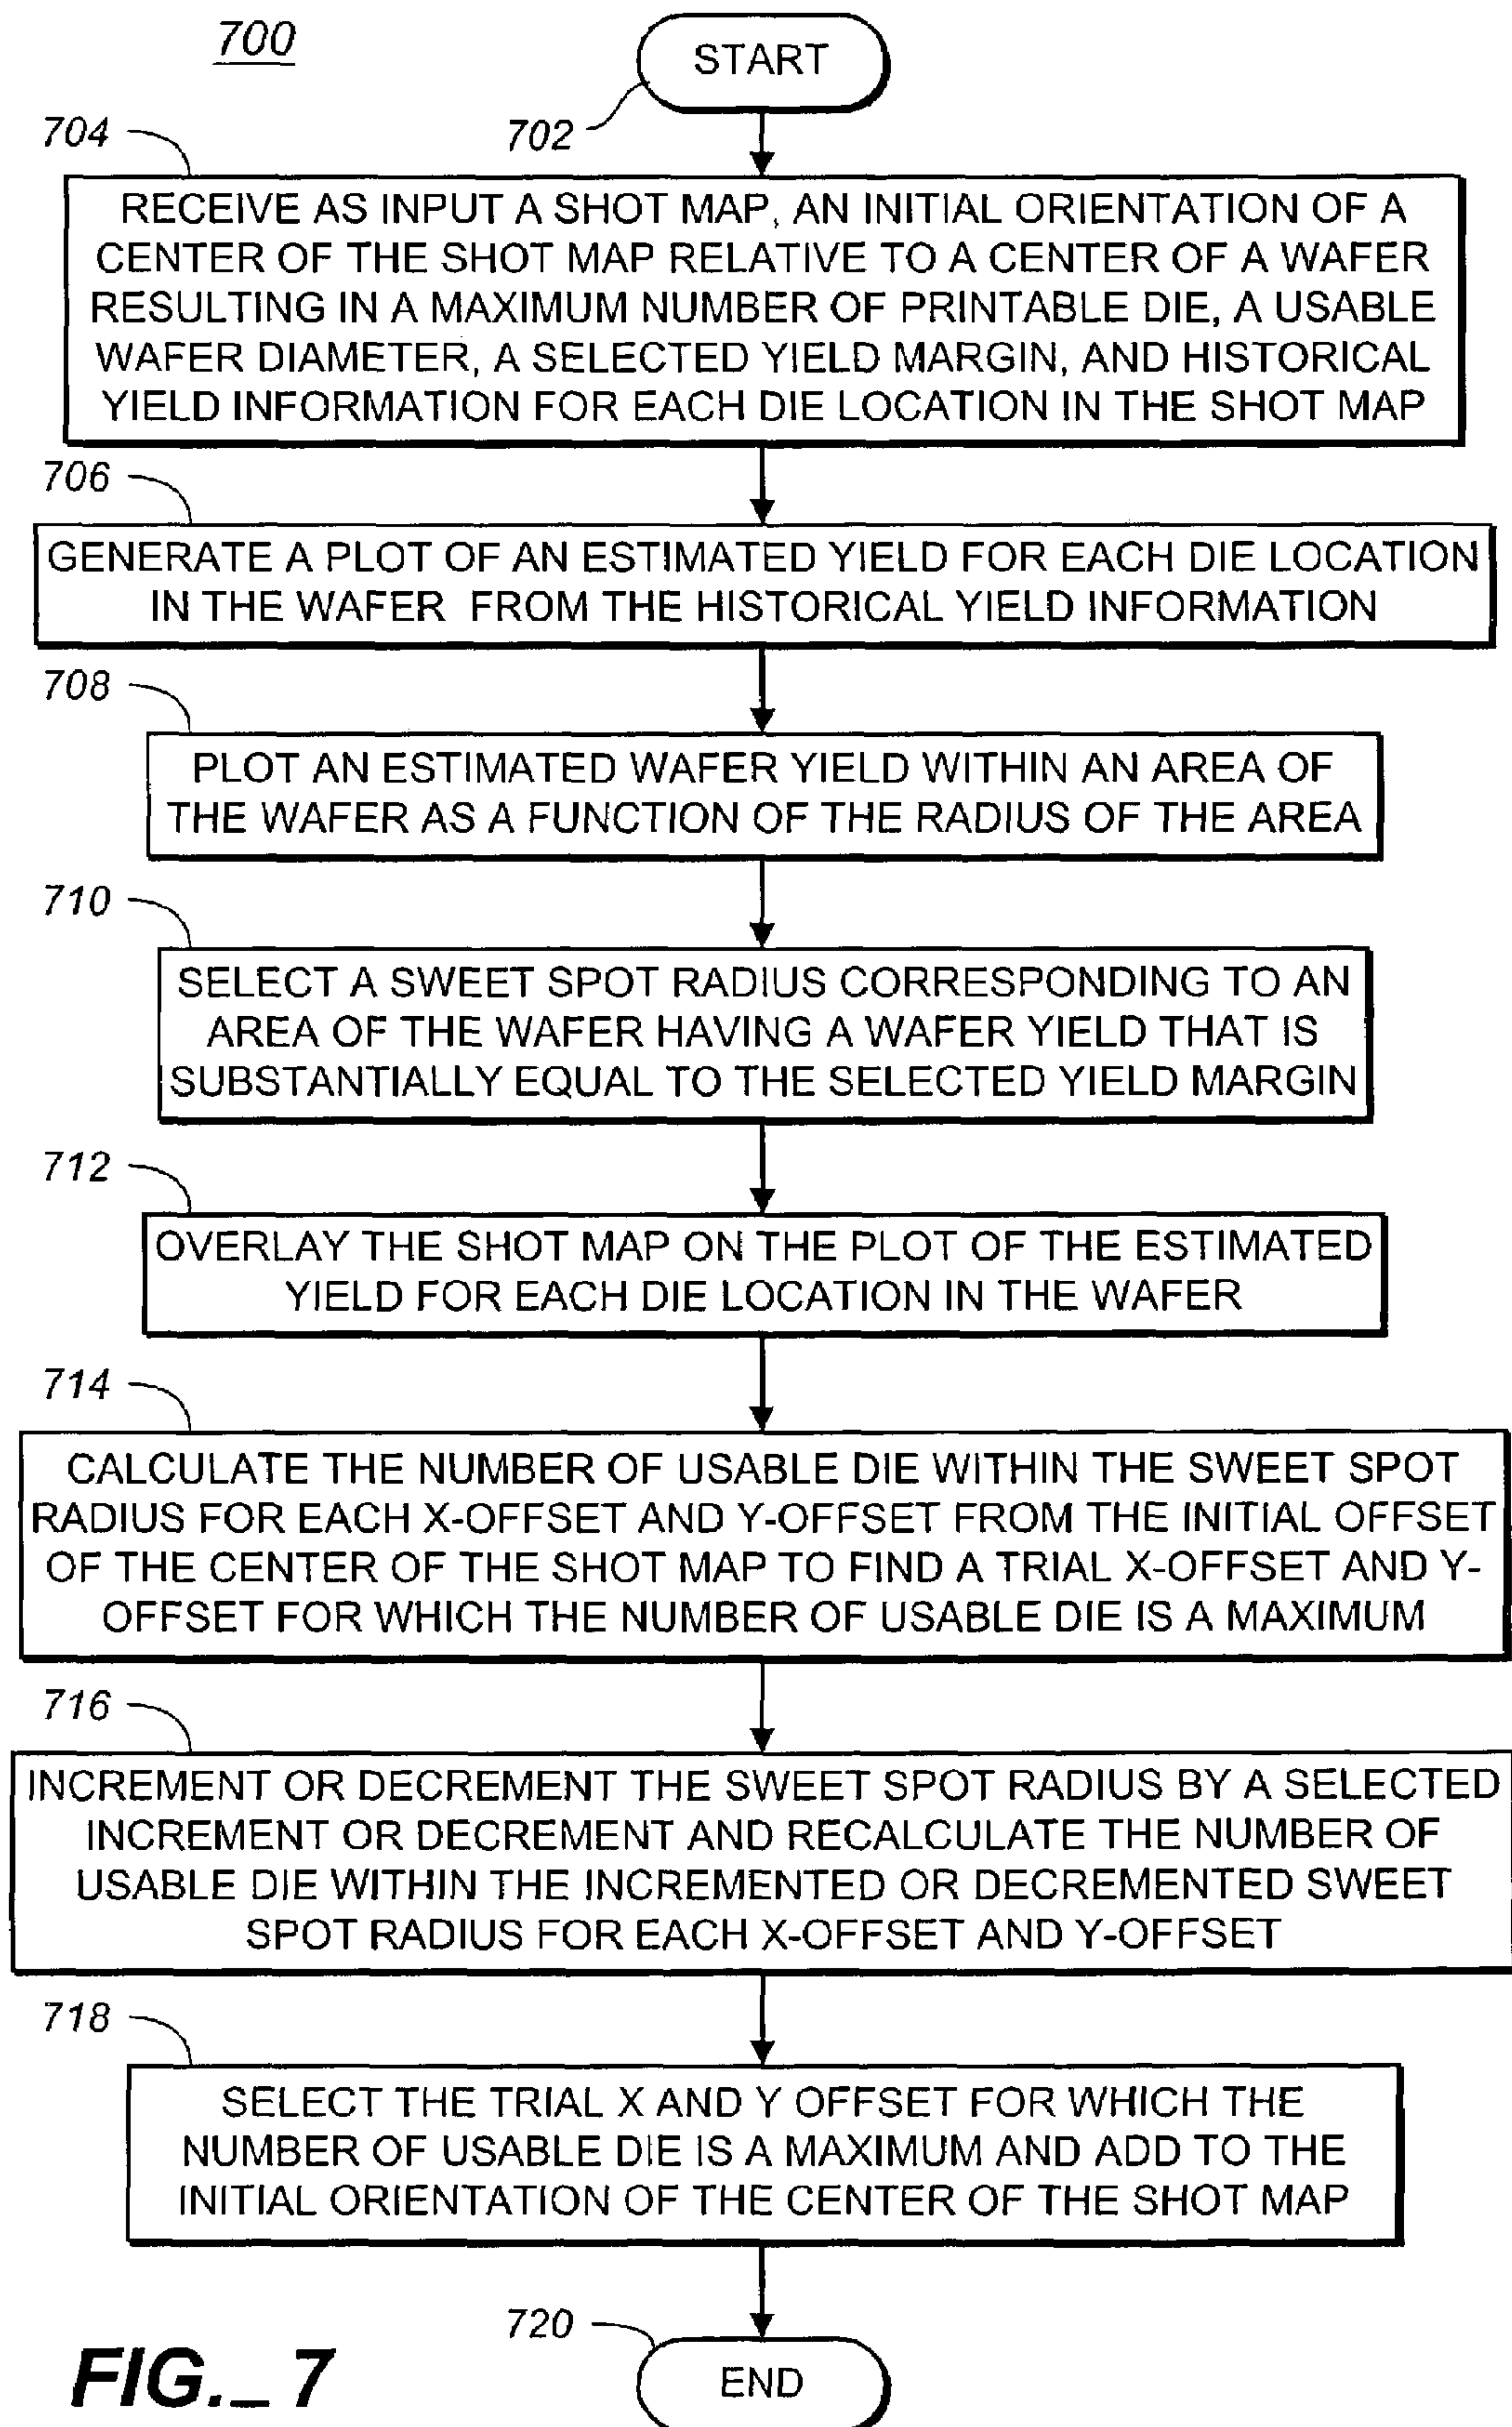 700
START
702
704
RECEIVE AS INPUT A SHOT MAP, AN INITIAL ORIENTATION OF A
CENTER OF THE SHOT MAP RELATIVE TO A CENTER OF A WAFER
RESULTING IN A MAXIMUM NUMBER OF PRINTABLE DIE, A USABLE
WAFER DIAMETER, A SELECTED YIELD MARGIN, AND HISTORICAL
YIELD INFORMATION FOR EACH DIE LOCATION IN THE SHOT MAP
706
GENERATE A PLOT OF AN ESTIMATED YIELD FOR EACH DIE LOCATION
IN THE WAFER FROM THE HISTORICAL YIELD INFORMATION
708
PLOT AN ESTIMATED WAFER YIELD WITHIN AN AREA OF
THE WAFER AS A FUNCTION OF THE RADIUS OF THE AREA
710
SELECT A SWEET SPOT RADIUS CORRESPONDING TO AN
AREA OF THE WAFER HAVING A WAFER YIELD THAT IS
SUBSTANTIALLY EQUAL TO THE SELECTED YIELD MARGIN
712
OVERLAY THE SHOT MAP ON THE PLOT OF THE ESTIMATED
YIELD FOR EACH DIE LOCATION IN THE WAFER
714
CALCULATE THE NUMBER OF USABLE DIE WITHIN THE SWEET SPOT
RADIUS FOR EACH X-OFFSET AND Y-OFFSET FROM THE INITIAL OFFSET
OF THE CENTER OF THE SHOT MAP TO FIND A TRIAL X-OFFSET AND Y-
OFFSET FOR WHICH THE NUMBER OF USABLE DIE IS A MAXIMUM
716
INCREMENT OR DECREMENT THE SWEET SPOT RADIUS BY A SELECTED
INCREMENT OR DECREMENT AND RECALCULATE THE NUMBER OF
USABLE DIE WITHIN THE INCREMENTED OR DECREMENTED SWEET
SPOT RADIUS FOR EACH X-OFFSET AND Y-OFFSET
718
SELECT THE TRIAL X AND Y OFFSET FOR WHICH THE
NUMBER OF USABLE DIE IS A MAXIMUM AND ADD TO THE
INITIAL ORIENTATION OF THE CENTER OF THE SHOT MAP
720
END
FIG._7